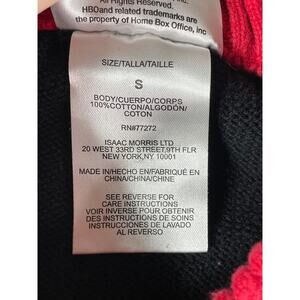 All Rights Reserved.
HBO and related trademarks are
the property of Home Box Office, Inc
SIZE/TALLA/TAILLE
S
BODY/CUERPO/CORPS
100%COTTON/ALGODÓN/
COTON
RN#77272
ISAAC MORRIS LTD
20 WEST 33RD STREET,9TH FLR
NEW YORK,NY 10001
MADE IN/HECHO EN/FABRIQUÉ EN
CHINA/CHINA/CHINE
SEE REVERSE FOR
CARE INSTRUCTIONS
VOIR INVERSE POUR OBTENIR
DES INSTRUCTIONS DE SOINS
INSTRUCCIONES DE LAVADO
AL REVERSO